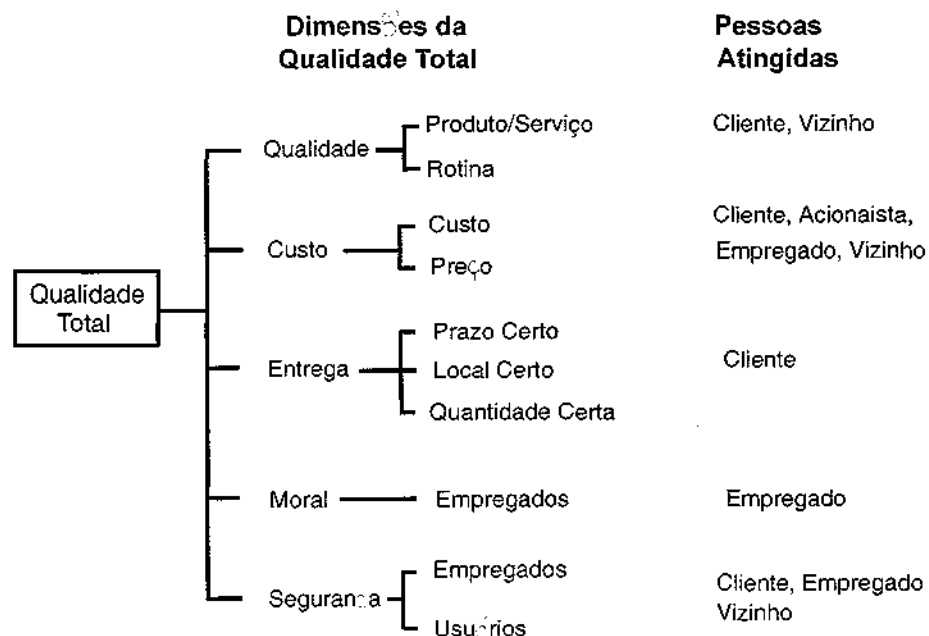 Dimensões da
Qualidade Total
Pessoas
Atingidas
Qualidade
Total
Qualidade
Produto/Serviço
Rotina
Cliente, Vizinho
Custo
Custo
Preço
Cliente, Acionaista,
Empregado, Vizinho
Entrega
Prazo Certo
Local Certo
Quantidade Certa
Cliente
Moral
Empregados
Empregado
Segurança
Empregados
Usuários
Cliente, Empregado
Vizinho